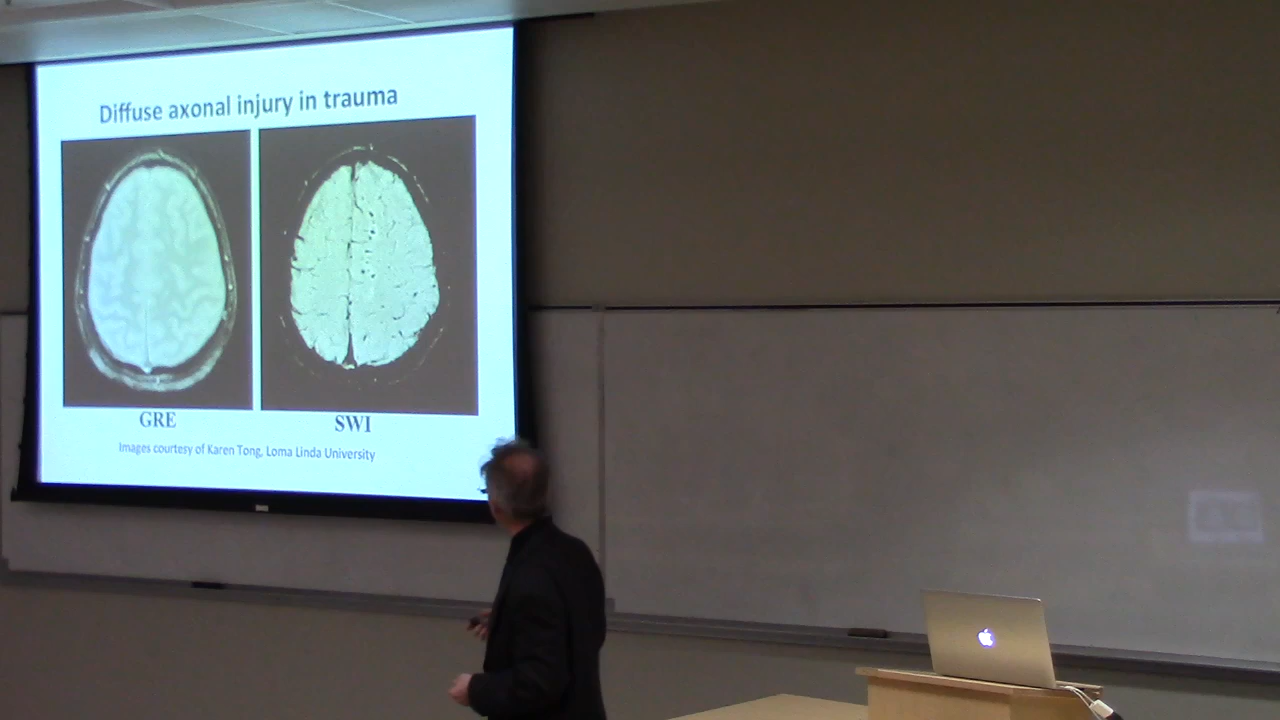 Diffuse axonal injury in trauma
GRE
SWI
Images courtesy of Karen Tong, Loma Linda University